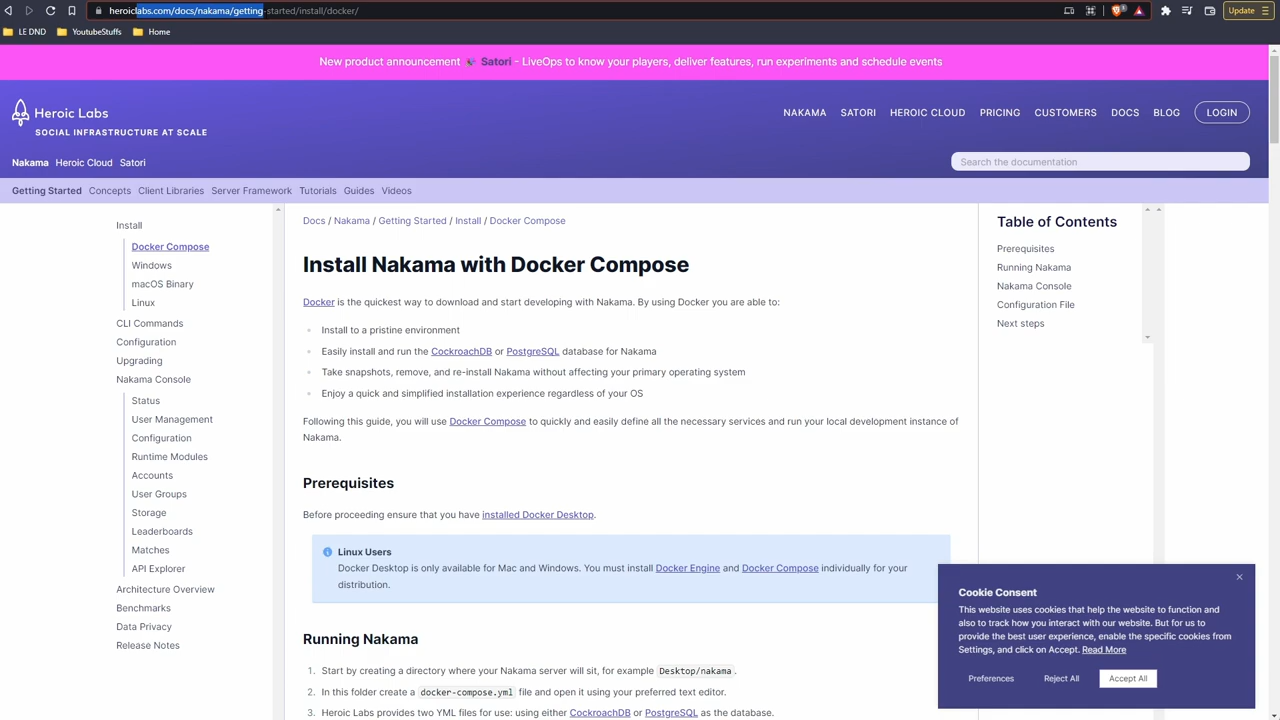 heroiclabs.com/docs/nakama/getting-started/install/docker/
Update
LE DND YoutubeStuffs Home
New product announcement 🚀 Satori - LiveOps to know your players, deliver features, run experiments and schedule events
Heroic Labs
SOCIAL INFRASTRUCTURE AT SCALE
NAKAMA SATORI HEROIC CLOUD PRICING CUSTOMERS DOCS BLOG LOGIN
Nakama Heroic Cloud Satori
Search the documentation
Getting Started Concepts Client Libraries Server Framework Tutorials Guides Videos
Install
Docker Compose
Windows
macOS Binary
Linux
CLI Commands
Configuration
Upgrading
Nakama Console
Status
User Management
Configuration
Runtime Modules
Accounts
User Groups
Storage
Leaderboards
Matches
API Explorer
Architecture Overview
Benchmarks
Data Privacy
Release Notes
Docs / Nakama / Getting Started / Install / Docker Compose
Install Nakama with Docker Compose
Docker is the quickest way to download and start developing with Nakama. By using Docker you are able to:
Install to a pristine environment
Easily install and run the CockroachDB or PostgreSQL database for Nakama
Take snapshots, remove, and re-install Nakama without affecting your primary operating system
Enjoy a quick and simplified installation experience regardless of your OS
Following this guide, you will use Docker Compose to quickly and easily define all the necessary services and run your local development instance of
Nakama.
Prerequisites
Before proceeding ensure that you have installed Docker Desktop.
Linux Users
Docker Desktop is only available for Mac and Windows. You must install Docker Engine and Docker Compose individually for your
distribution.
Running Nakama
1. Start by creating a directory where your Nakama server will sit, for example Desktop/nakama.
2. In this folder create a docker-compose.yml file and open it using your preferred text editor.
3. Heroic Labs provides two YML files for use: using either CockroachDB or PostgreSQL as the database.
Table of Contents
Prerequisites
Running Nakama
Nakama Console
Configuration File
Next steps
Cookie Consent
This website uses cookies that help the website to function and
also to track how you interact with our website. But for us to
provide the best user experience, enable the specific cookies from
Settings, and click on Accept. Read More
Preferences Reject All Accept All